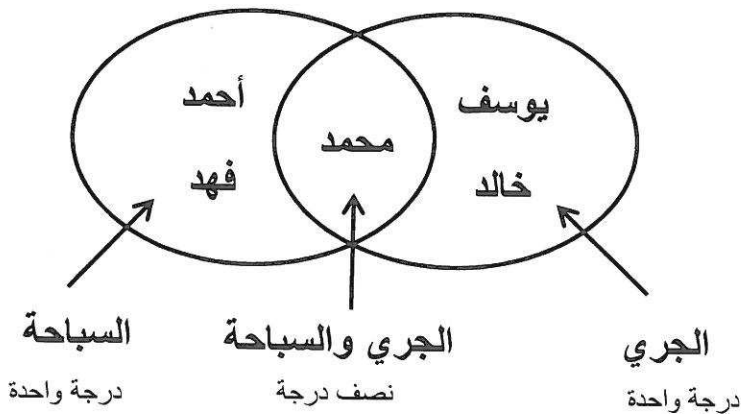 يوسف
خالد
محمد
أحمد
فهد
الجري
درجة واحدة
الجري والسباحة
نصف درجة
السباحة
درجة واحدة